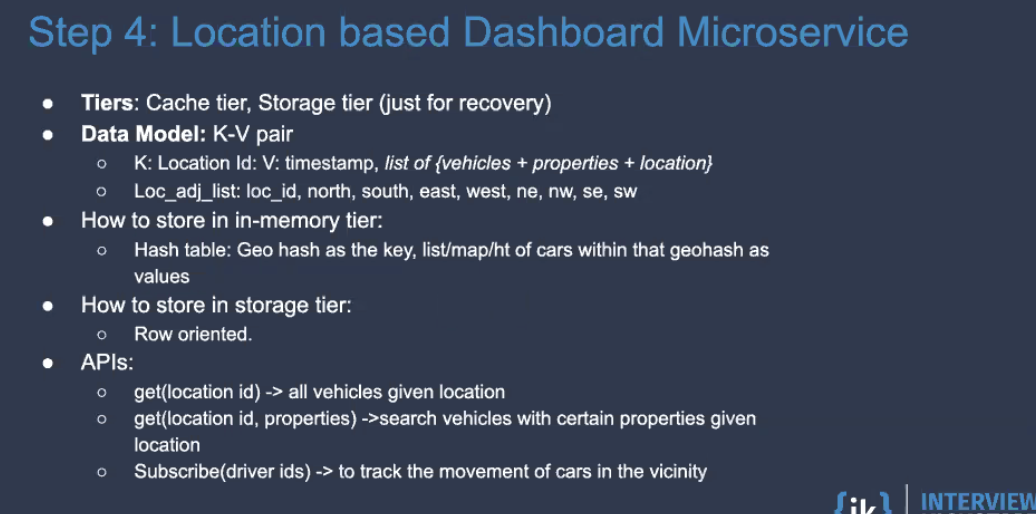 Step 4: Location based Dashboard Microservice
● Tiers: Cache tier, Storage tier (just for recovery)
● Data Model: K-V pair
○ K: Location Id: V: timestamp, list of {vehicles + properties + location}
○ Loc_adj_list: loc_id, north, south, east, west, ne, nw, se, sw
● How to store in in-memory tier:
○ Hash table: Geo hash as the key, list/map/ht of cars within that geohash as
values
● How to store in storage tier:
○ Row oriented.
● APIs:
○ get(location id) -> all vehicles given location
○ get(location id, properties) ->search vehicles with certain properties given
location
○ Subscribe(driver ids) -> to track the movement of cars in the vicinity
{ik} INTERVIEW